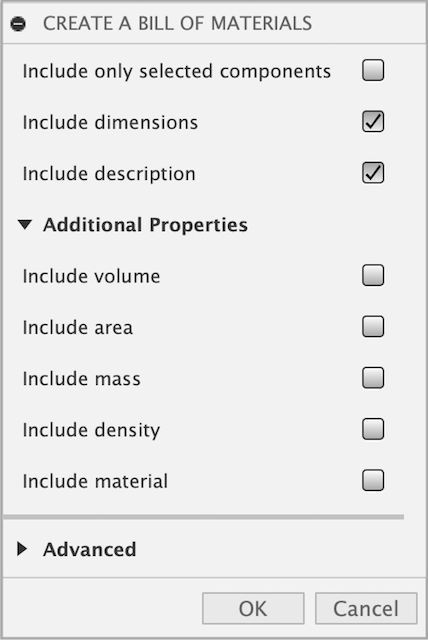 CREATE A BILL OF MATERIALS
Include only selected components
Include dimensions
Include description
Additional Properties
Include volume
Include area
Include mass
Include density
Include material
Advanced
OK Cancel